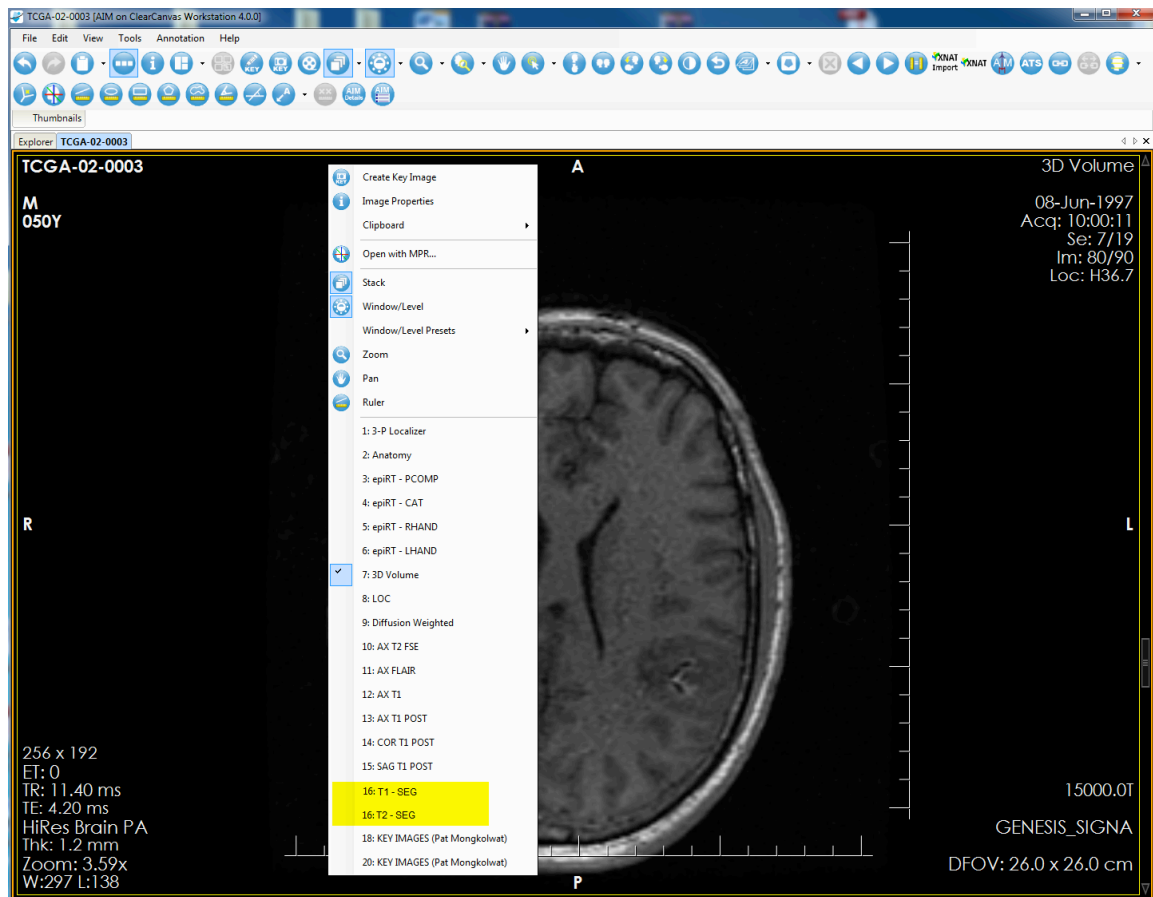 TCGA-02-0003 [AIM on ClearCanvas Workstation 4.0.0]
File Edit View Tools Annotation Help
KEY KEY XNAT Import XNAT AIM ATS
AIM Details AIM
Thumbnails
Explorer TCGA-02-0003
TCGA-02-0003
A
3D Volume
M
050Y
08-Jun-1997
Acq: 10:00:11
Se: 7/19
Im: 80/90
Loc: H36.7
Create Key Image
Image Properties
Clipboard
Open with MPR...
Stack
Window/Level
Window/Level Presets
Zoom
Pan
Ruler
1: 3-P Localizer
2: Anatomy
3: epiRT - PCOMP
4: epiRT - CAT
5: epiRT - RHAND
6: epiRT - LHAND
7: 3D Volume
8: LOC
9: Diffusion Weighted
10: AX T2 FSE
11: AX FLAIR
12: AX T1
13: AX T1 POST
14: COR T1 POST
15: SAG T1 POST
16: T1 - SEG
16: T2 - SEG
18: KEY IMAGES (Pat Mongkolwat)
20: KEY IMAGES (Pat Mongkolwat)
R
L
256 x 192
ET: 0
TR: 11.40 ms
TE: 4.20 ms
HiRes Brain PA
Thk: 1.2 mm
Zoom: 3.59x
W:297 L:138
P
15000.0T
GENESIS_SIGNA
DFOV: 26.0 x 26.0 cm